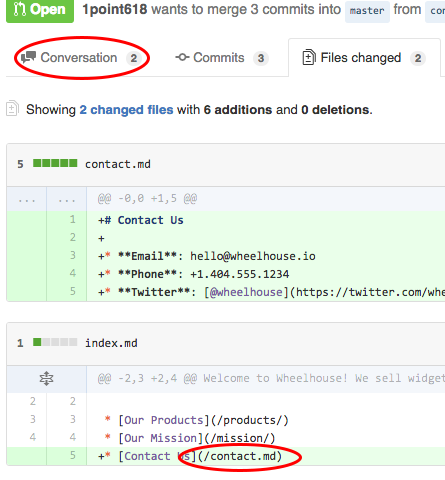 Open 1point618 wants to merge 3 commits into master from
Conversation 2 Commits 3 Files changed 2
Showing 2 changed files with 6 additions and 0 deletions.
5 contact.md
... ... @@ -0,0 +1,5 @@
1 +# Contact Us
2 +
3 +* **Email**: hello@wheelhouse.io
4 +* **Phone**: +1.404.555.1234
5 +* **Twitter**: [@wheelhouse](https://twitter.com/whe
1 index.md
@@ -2,3 +2,4 @@ Welcome to Wheelhouse! We sell widget
2 2
3 3 * [Our Products](/products/)
4 4 * [Our Mission](/mission/)
5 +* [Contact Us](/contact.md)